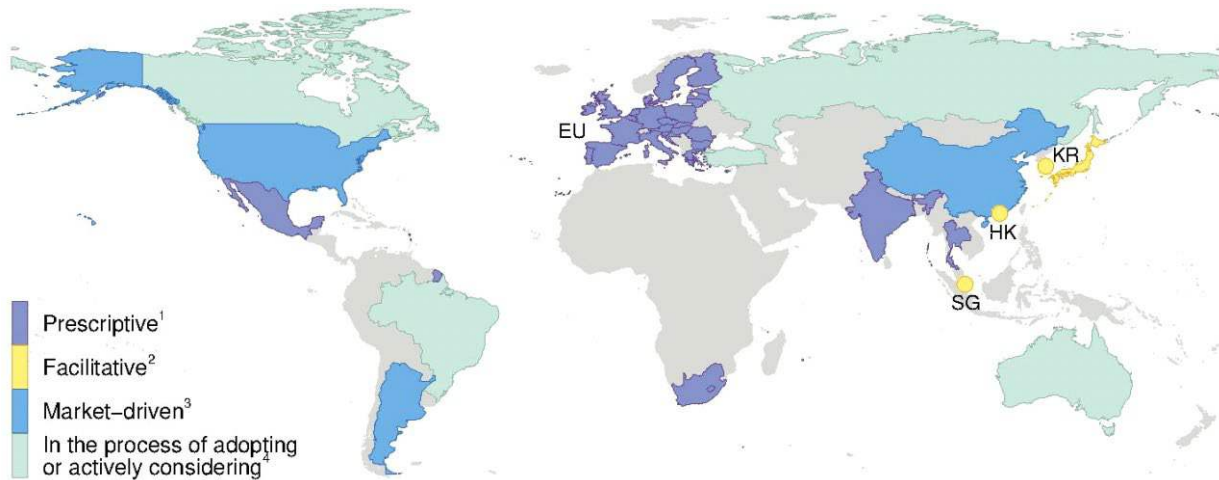 EU
KR
HK
SG
Prescriptive¹
Facilitative²
Market-driven³
In the process of adopting
or actively considering⁴